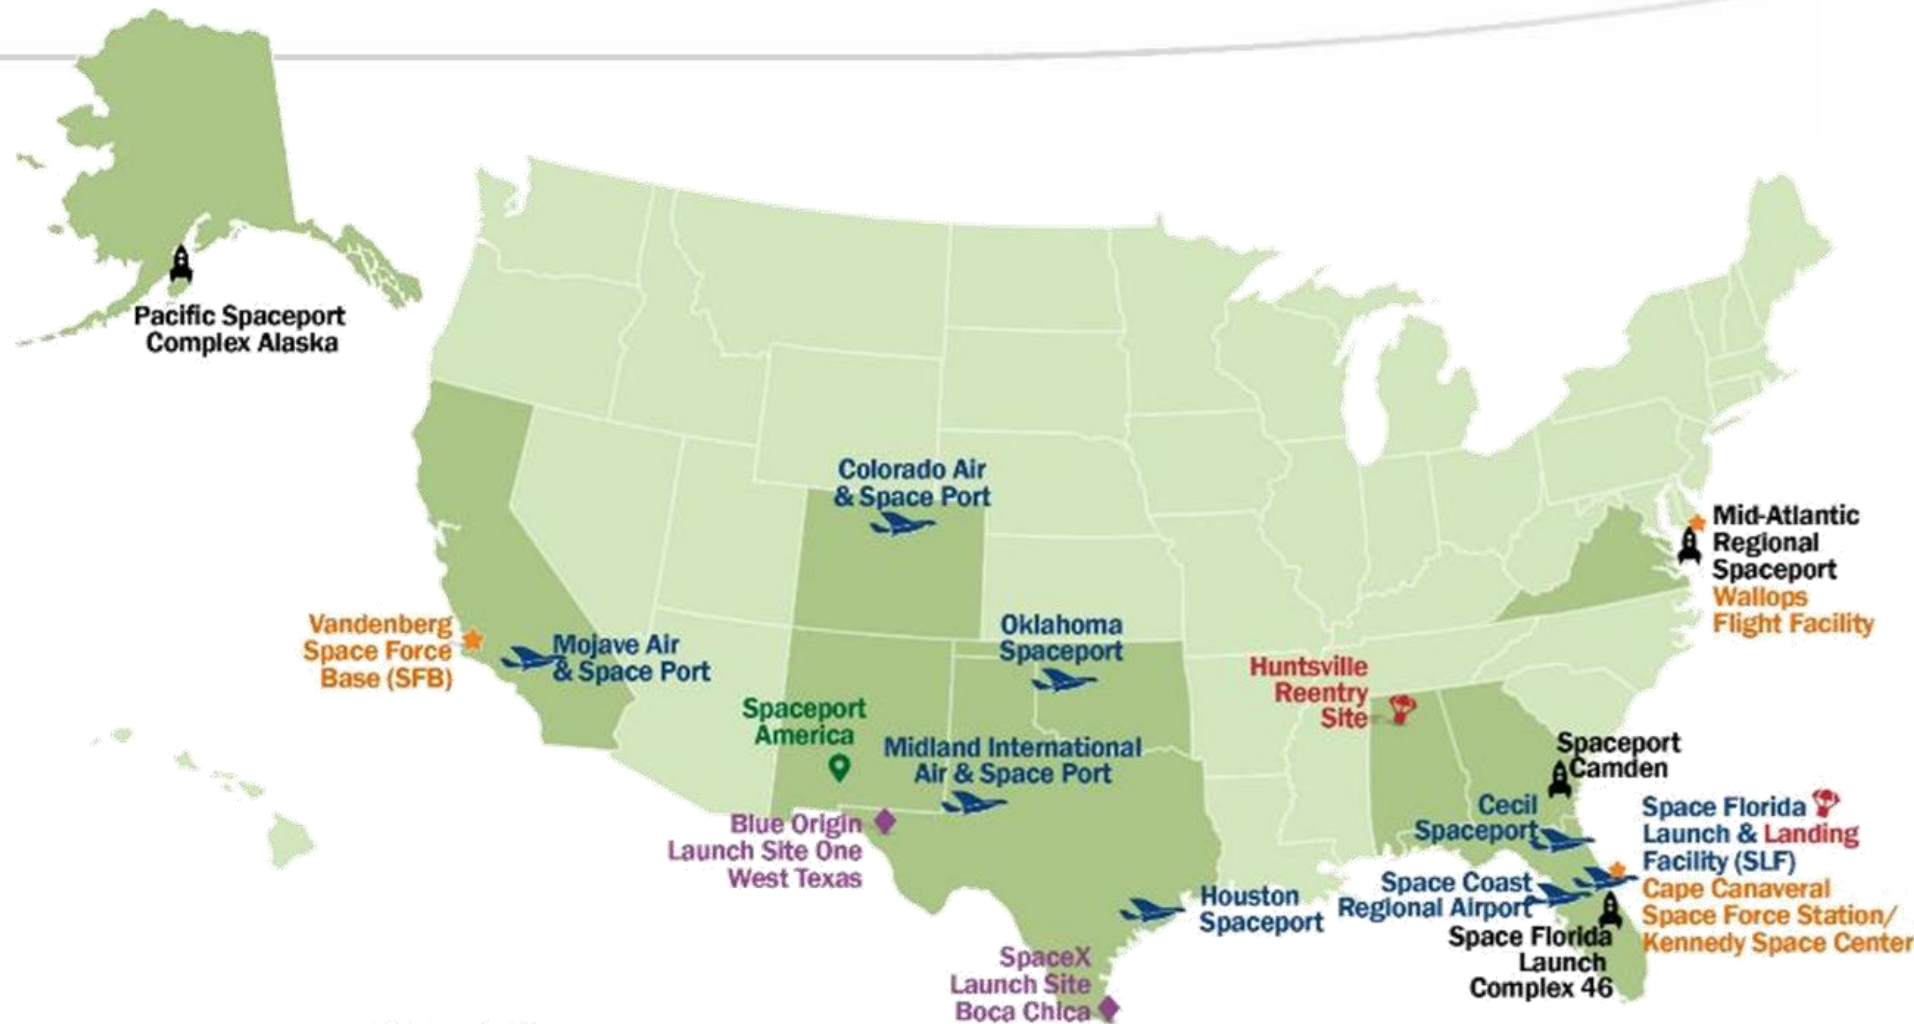 Pacific Spaceport
Complex Alaska
Colorado Air
& Space Port
Mid-Atlantic
Regional
Spaceport
Wallops
Flight Facility
Vandenberg
Space Force
Base (SFB)
Mojave Air
& Space Port
Oklahoma
Spaceport
Huntsville
Reentry
Site
Spaceport
America
Midland International
Air & Space Port
Spaceport
Camden
Blue Origin
Launch Site One
West Texas
Cecil
Spaceport
Space Florida
Launch & Landing
Facility (SLF)
Cape Canaveral
Space Force Station/
Kennedy Space Center
Houston
Spaceport
Space Coast
Regional Airport
Space Florida
Launch
Complex 46
SpaceX
Launch Site
Boca Chica